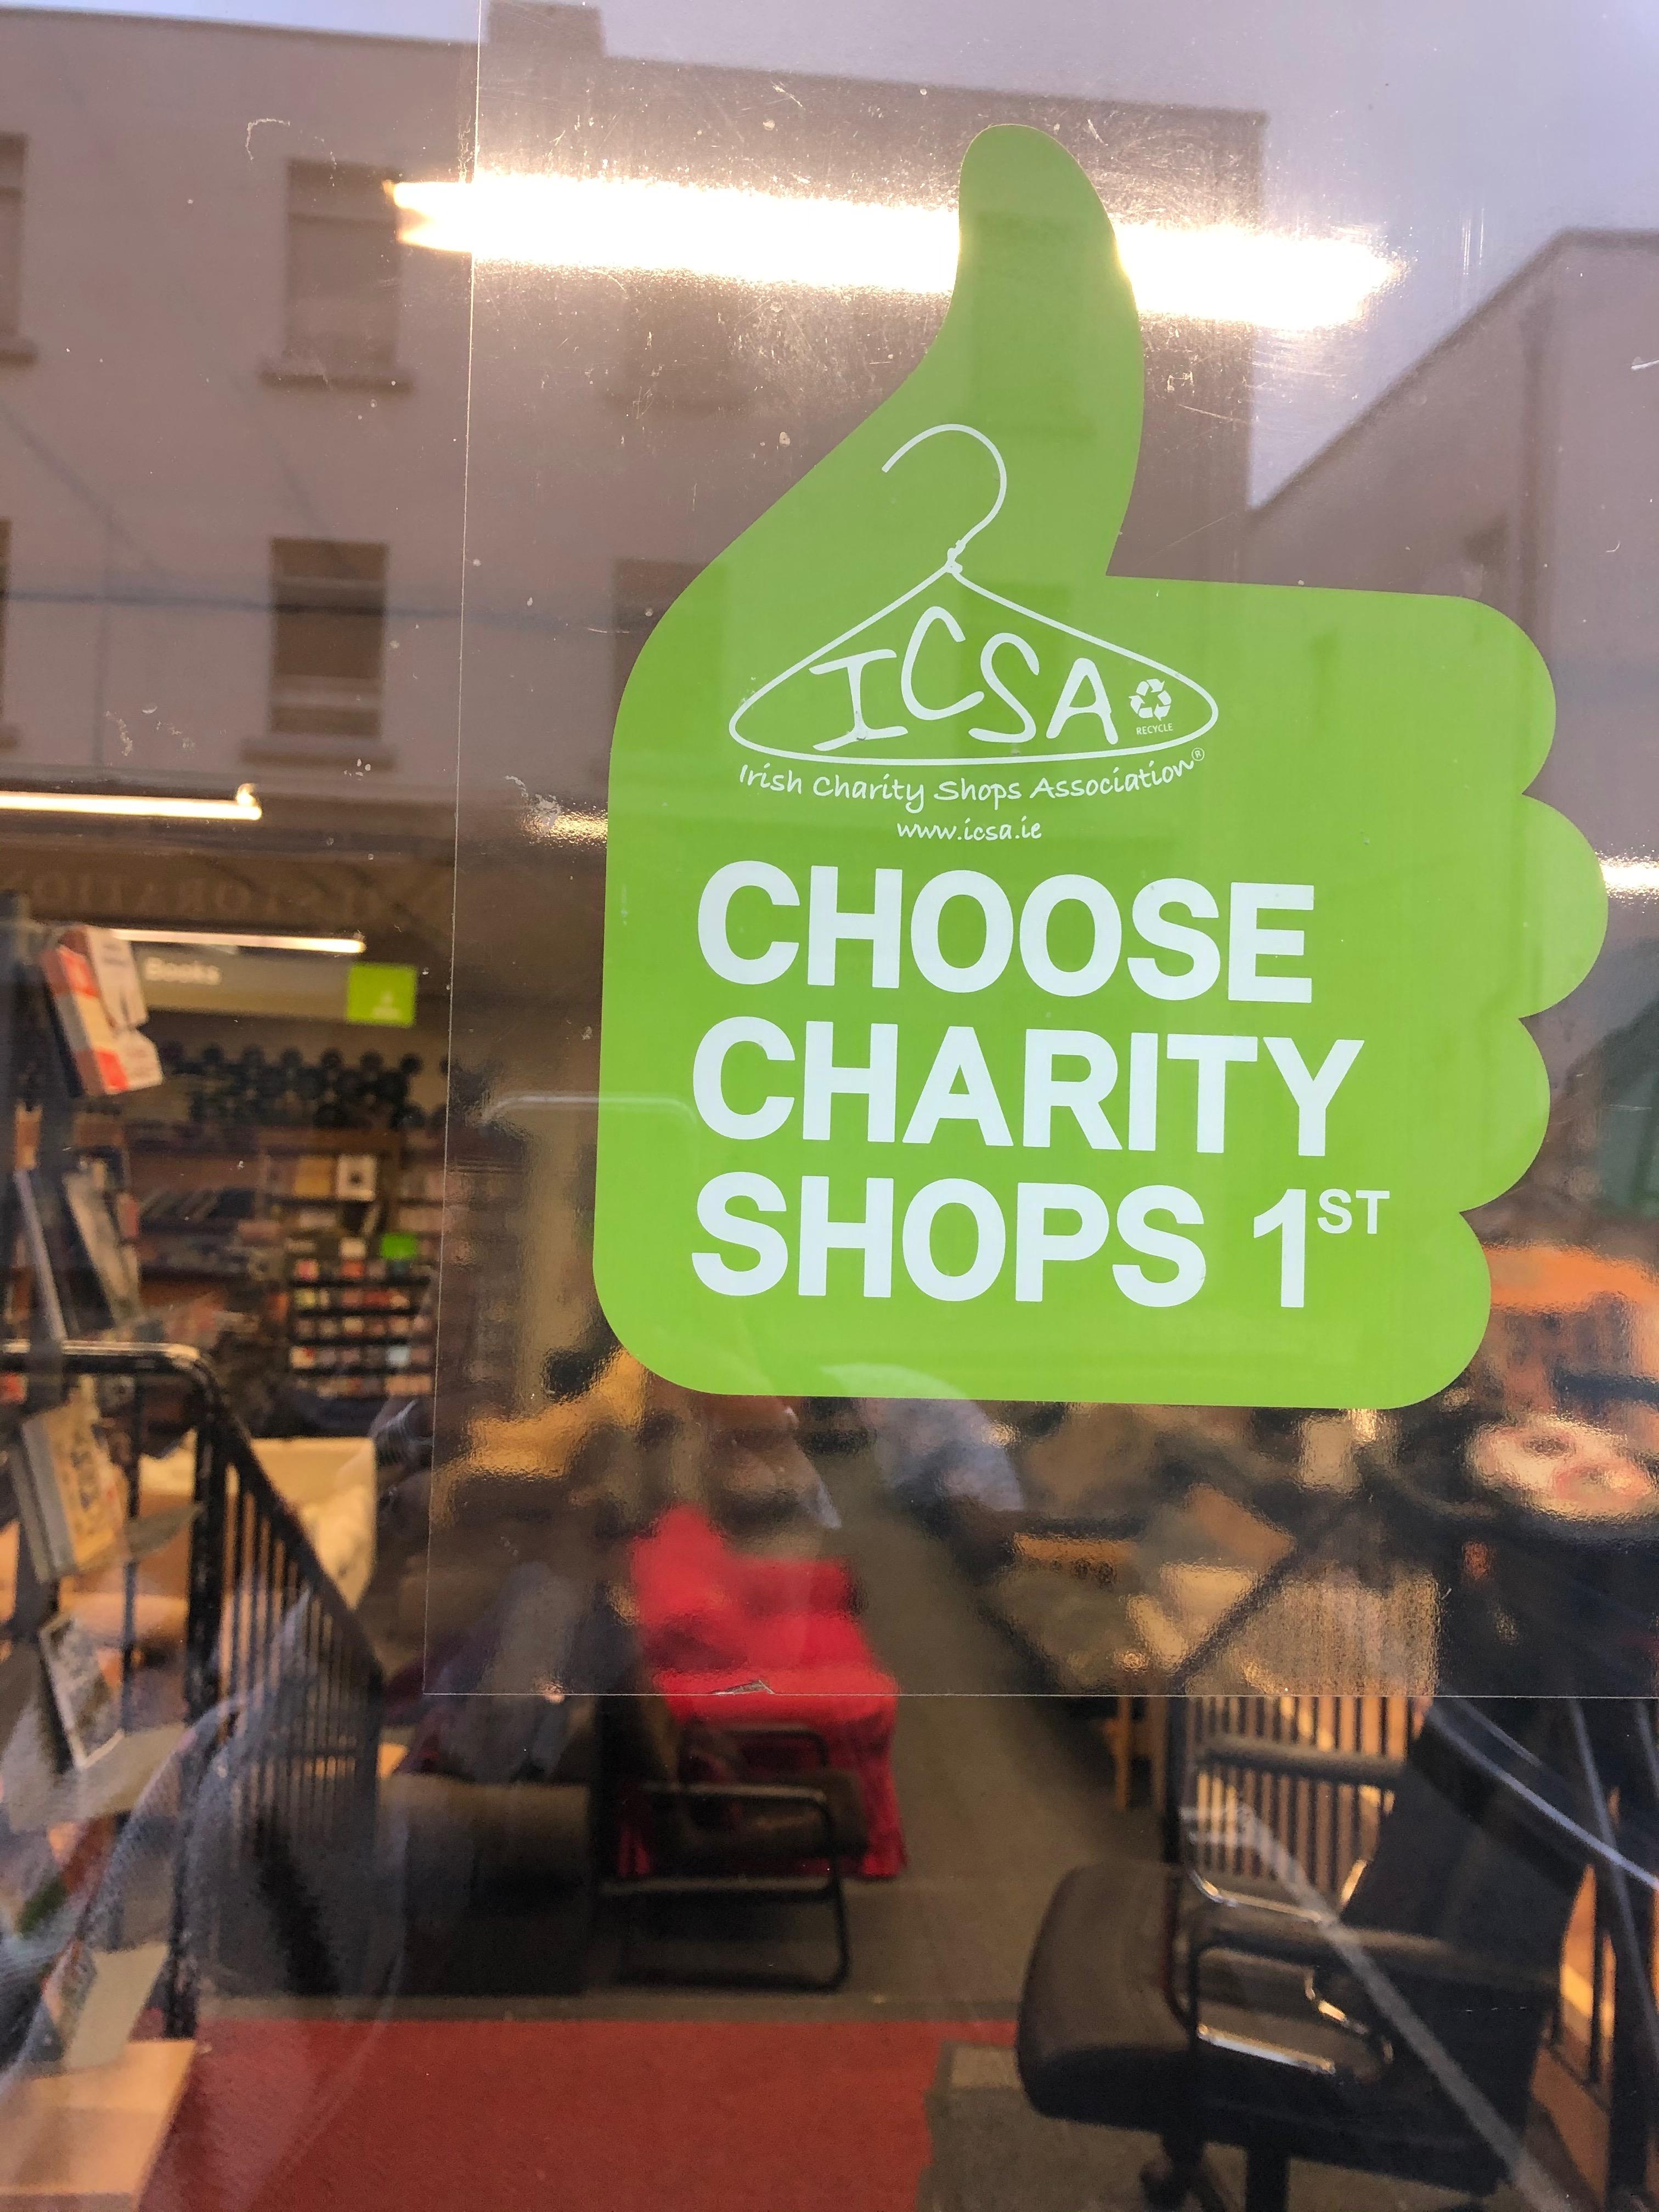 ICSA
RECYCLE
Irish Charity Shops Association®
www.icsa.ie
CHOOSE
CHARITY
SHOPS 1ST
Books